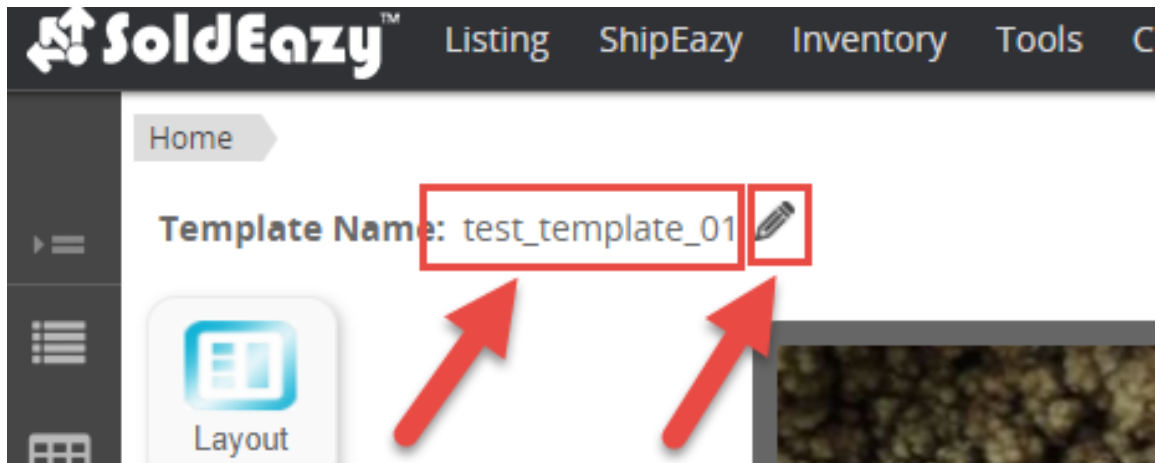 SoldEazy™ Listing ShipEazy Inventory Tools C
Home
Template Name: test_template_01
Layout